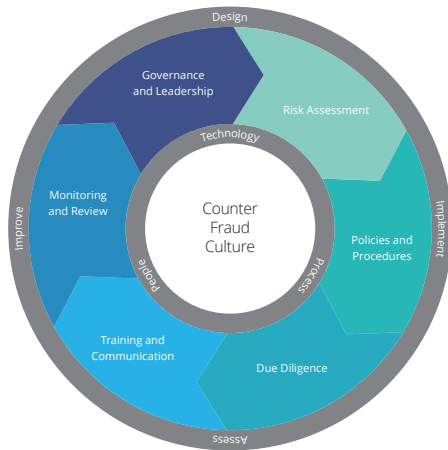 Design
Governance
and Leadership
Risk Assessment
Technology
Monitoring
and Review
Counter
Fraud
Culture
Improve
Implement
Policies and
Procedures
People
Process
Training and
Communication
Due Diligence
Assess